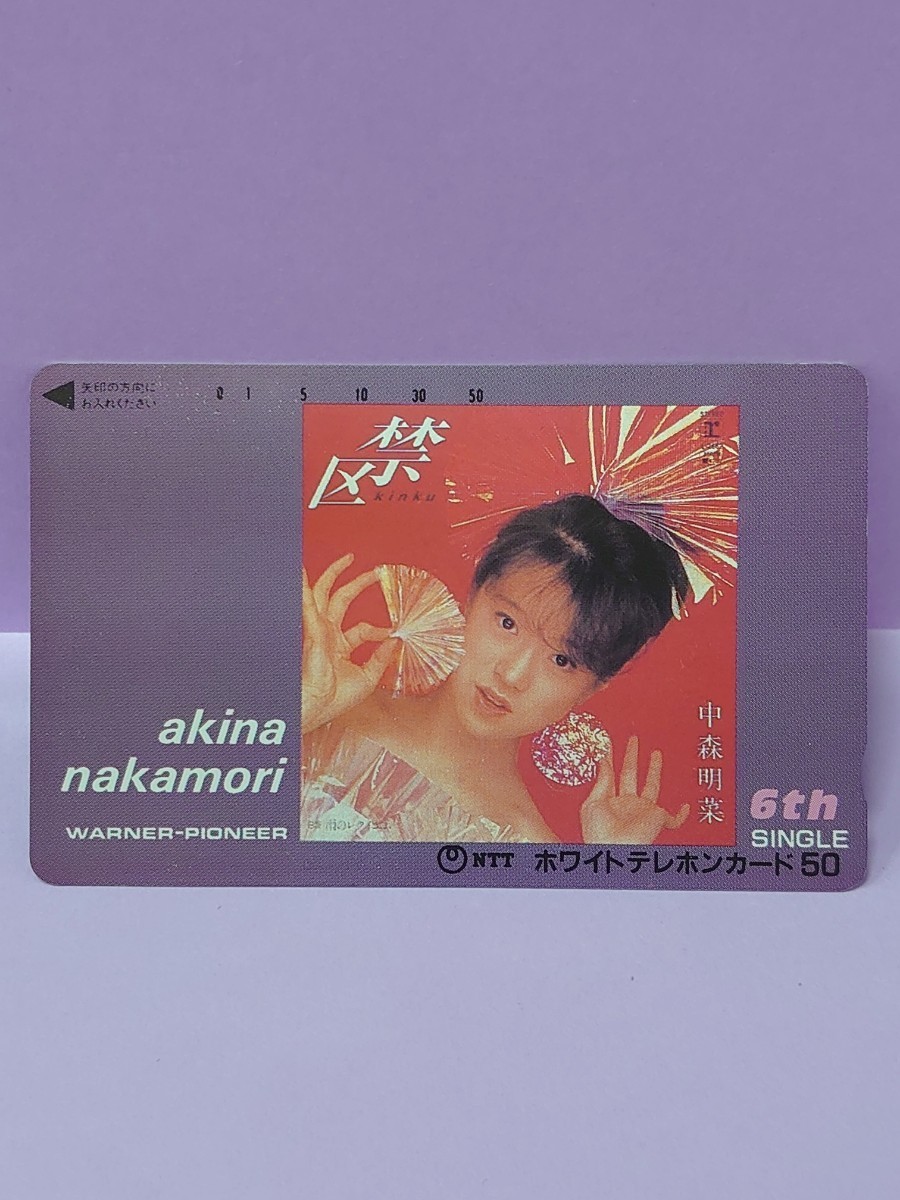 矢印の方向に
お入れください
0 1 5 10 30 50
禁区
kinku
中森明菜
akina
nakamori
WARNER-PIONEER
6th
SINGLE
NTT ホワイトテレホンカード50